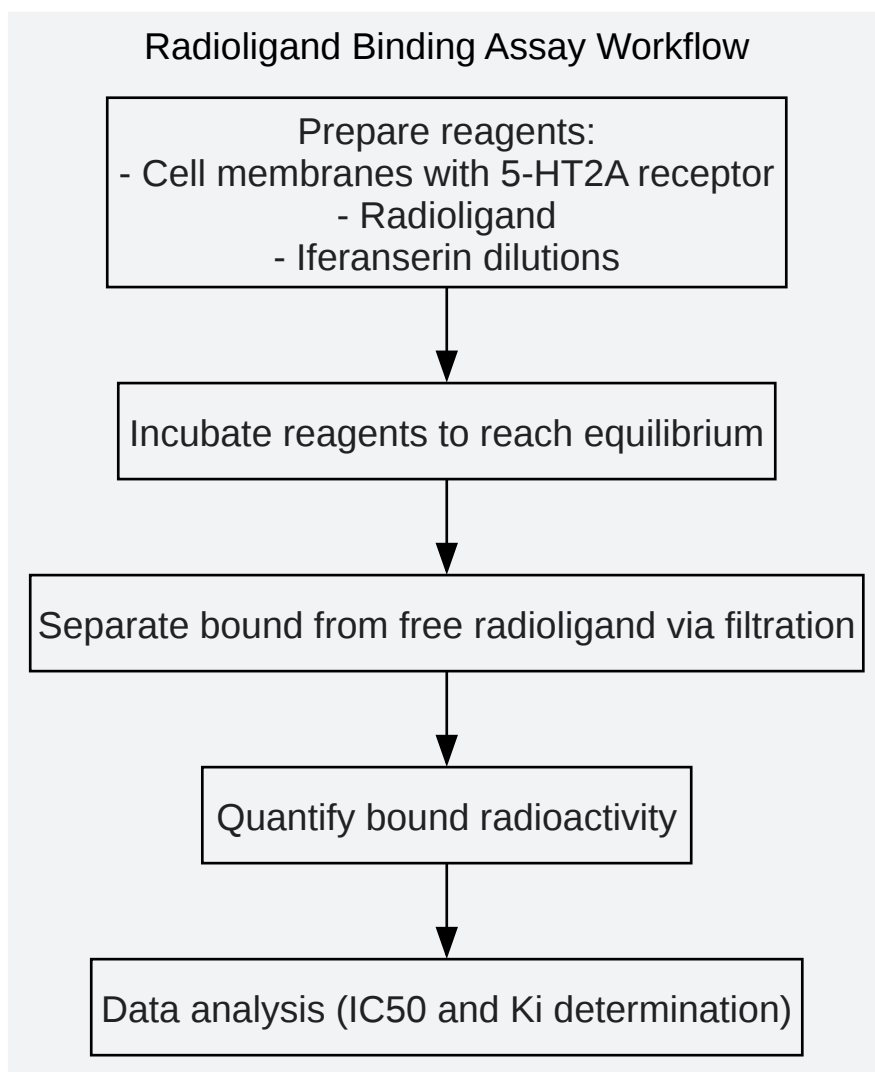 Radioligand Binding Assay Workflow
Prepare reagents:
- Cell membranes with 5-HT2A receptor
- Radioligand
- Iferanserin dilutions
Incubate reagents to reach equilibrium
Separate bound from free radioligand via filtration
Quantify bound radioactivity
Data analysis (IC50 and Ki determination)